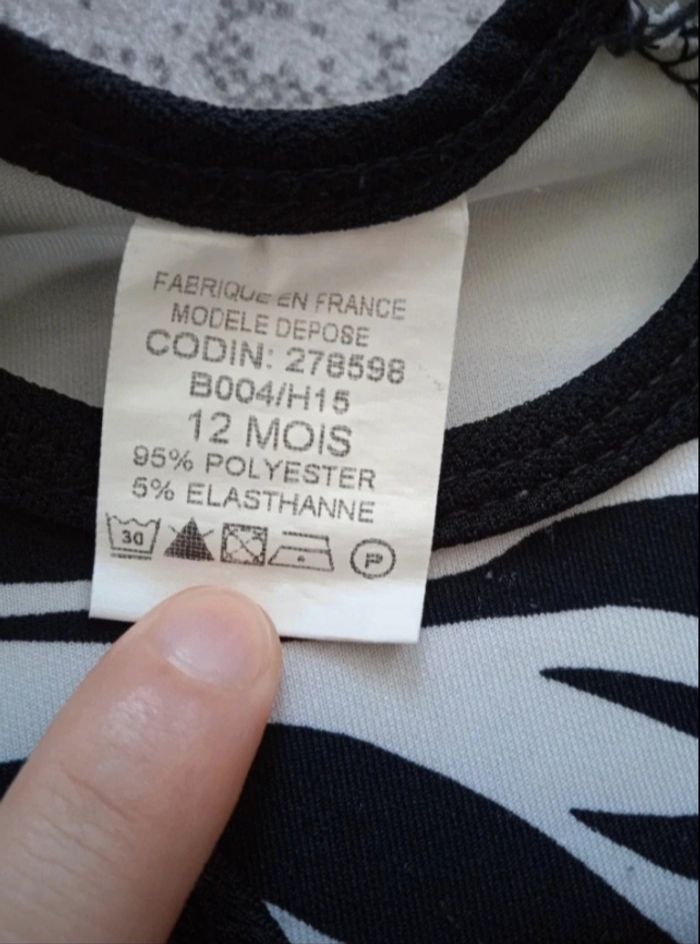 FABRIQUE EN FRANCE
MODELE DEPOSE
CODIN: 278598
B004/H15
12 MOIS
95% POLYESTER
5% ELASTHANNE
30 P